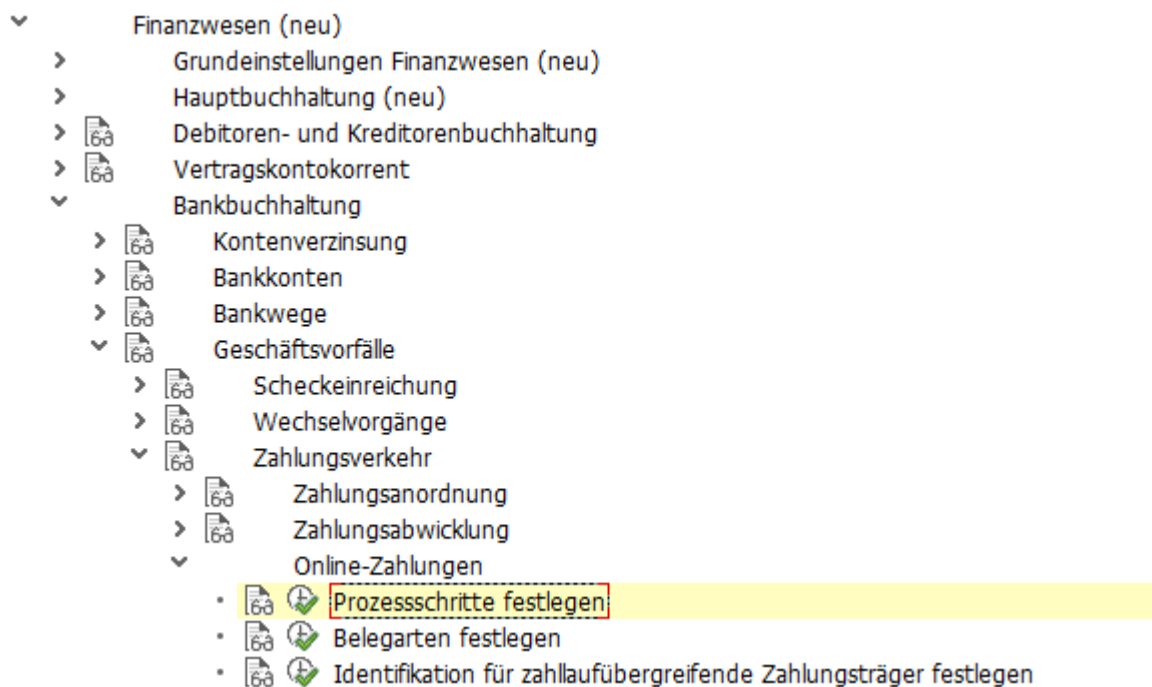 Finanzwesen (neu)
Grundeinstellungen Finanzwesen (neu)
Hauptbuchhaltung (neu)
Debitoren- und Kreditorenbuchhaltung
Vertragskontokorrent
Bankbuchhaltung
Kontenverzinsung
Bankkonten
Bankwege
Geschäftsvorfälle
Scheckeinreichung
Wechselvorgänge
Zahlungsverkehr
Zahlungsanordnung
Zahlungsabwicklung
Online-Zahlungen
Prozessschritte festlegen
Belegarten festlegen
Identifikation für zahllaufübergreifende Zahlungsträger festlegen